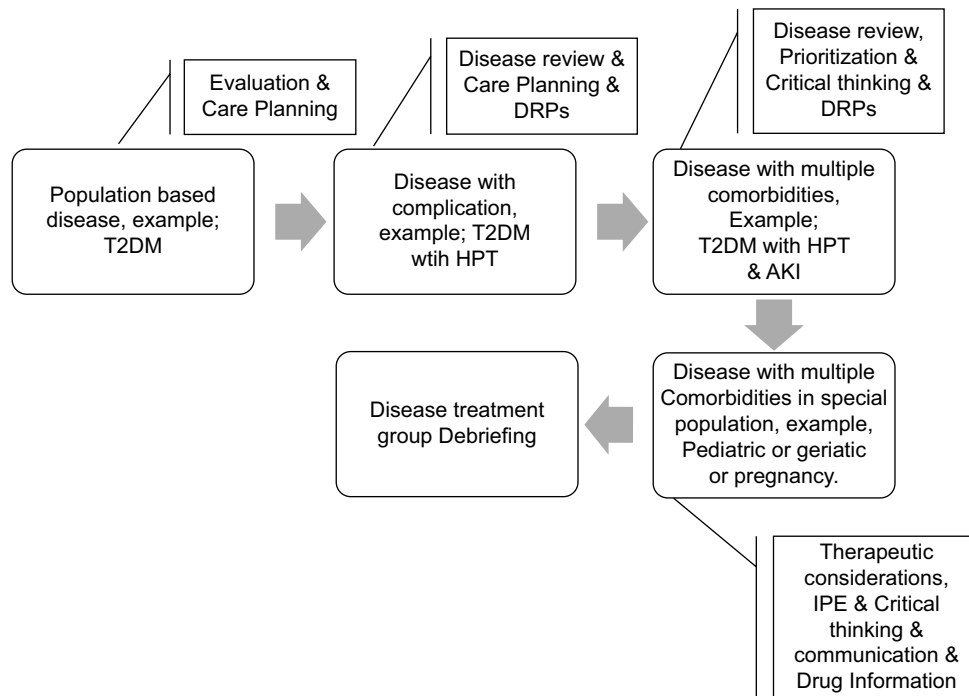 Evaluation &
Care Planning
Disease review &
Care Planning &
DRPs
Disease review,
Prioritization &
Critical thinking &
DRPs
Population based
disease, example;
T2DM
Disease with
complication,
example; T2DM
wtih HPT
Disease with multiple
comorbidities,
Example;
T2DM with HPT
& AKI
Disease treatment
group Debriefing
Disease with multiple
Comorbidities in special
population, example,
Pediatric or geriatic
or pregnancy.
Therapeutic
considerations,
IPE & Critical
thinking &
communication &
Drug Information